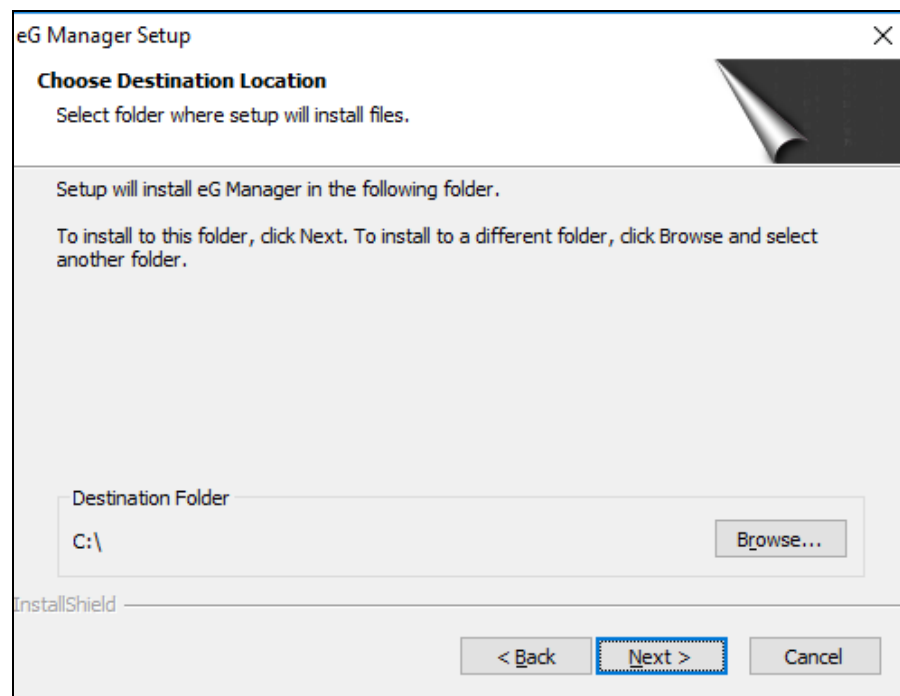 eG Manager Setup
Choose Destination Location
Select folder where setup will install files.
Setup will install eG Manager in the following folder.
To install to this folder, click Next. To install to a different folder, click Browse and select
another folder.
Destination Folder
C:\
Browse...
InstallShield
< Back
Next >
Cancel